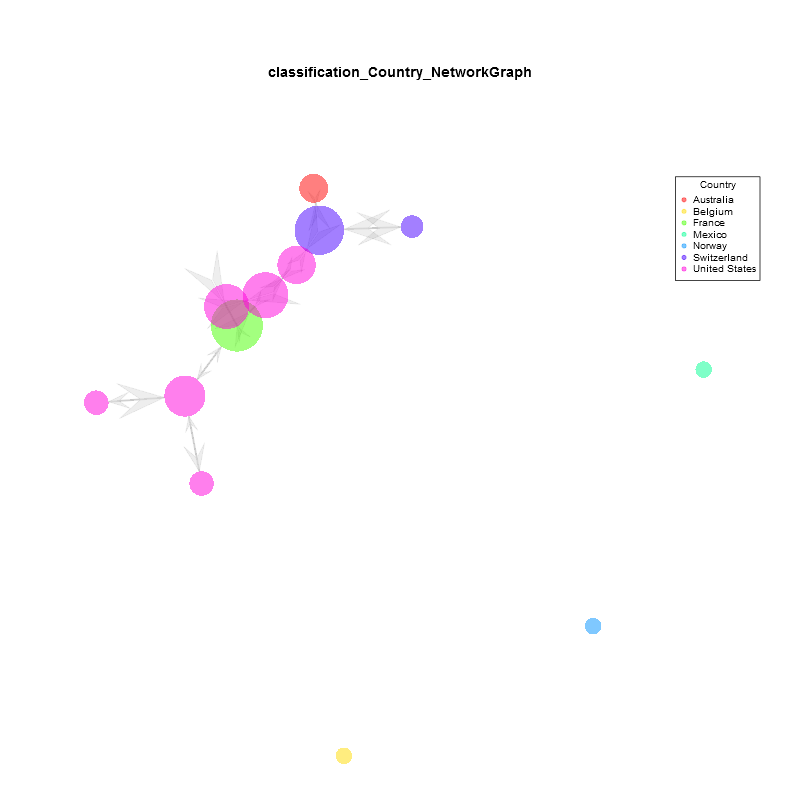 classification_Country_NetworkGraph
Country
Australia
Belgium
France
Mexico
Norway
Switzerland
United States